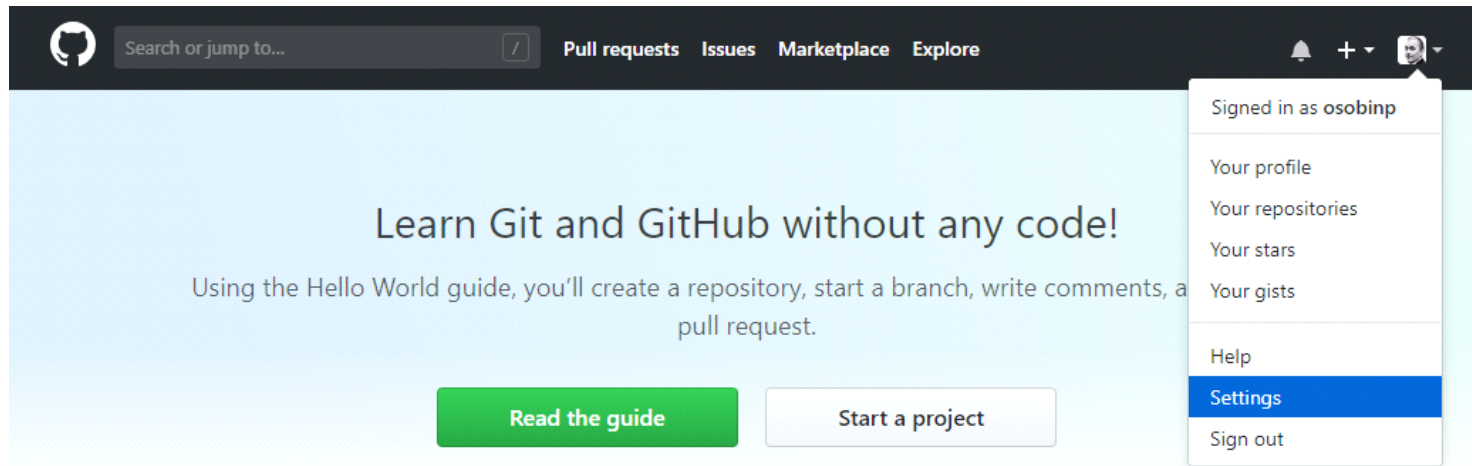 Search or jump to... /
Pull requests Issues Marketplace Explore
Signed in as osobinp
Your profile
Your repositories
Your stars
Your gists
Help
Settings
Sign out
Learn Git and GitHub without any code!
Using the Hello World guide, you’ll create a repository, start a branch, write comments, a
pull request.
Read the guide Start a project